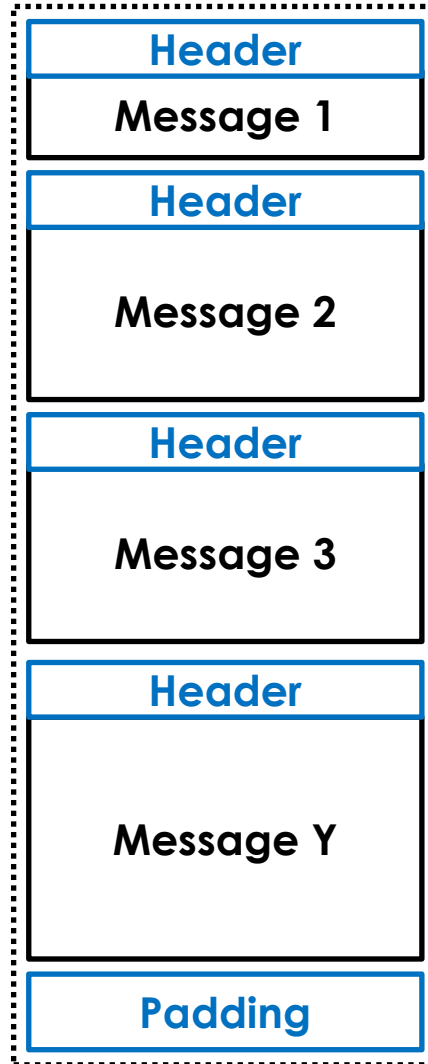 Header
Message 1
Header
Message 2
Header
Message 3
Header
Message Y
Padding